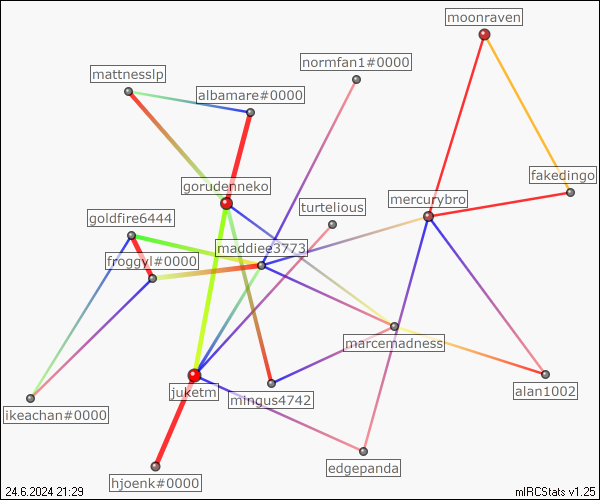 moonraven
normfan1#0000
mattnesslp
albamare#0000
fakedingo
gorudenneko
mercurybro
turtelious
goldfire6444
maddiee3773
froggyl#0000
marcemadness
juketm
alan1002
mingus4742
ikeachan#0000
edgepanda
hjoenk#0000
24.6.2024 21:29
mIRCStats v1.25